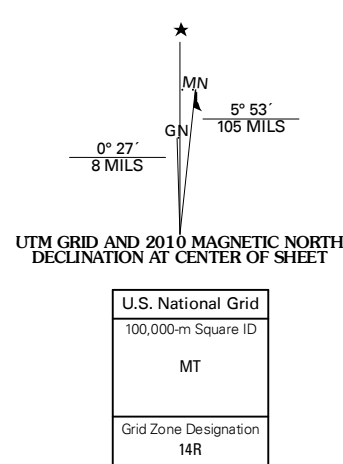 ★
MN
5° 53´
105 MILS
GN
0° 27´
8 MILS
UTM GRID AND 2010 MAGNETIC NORTH
DECLINATION AT CENTER OF SHEET
U.S. National Grid
100,000-m Square ID
MT
Grid Zone Designation
14R